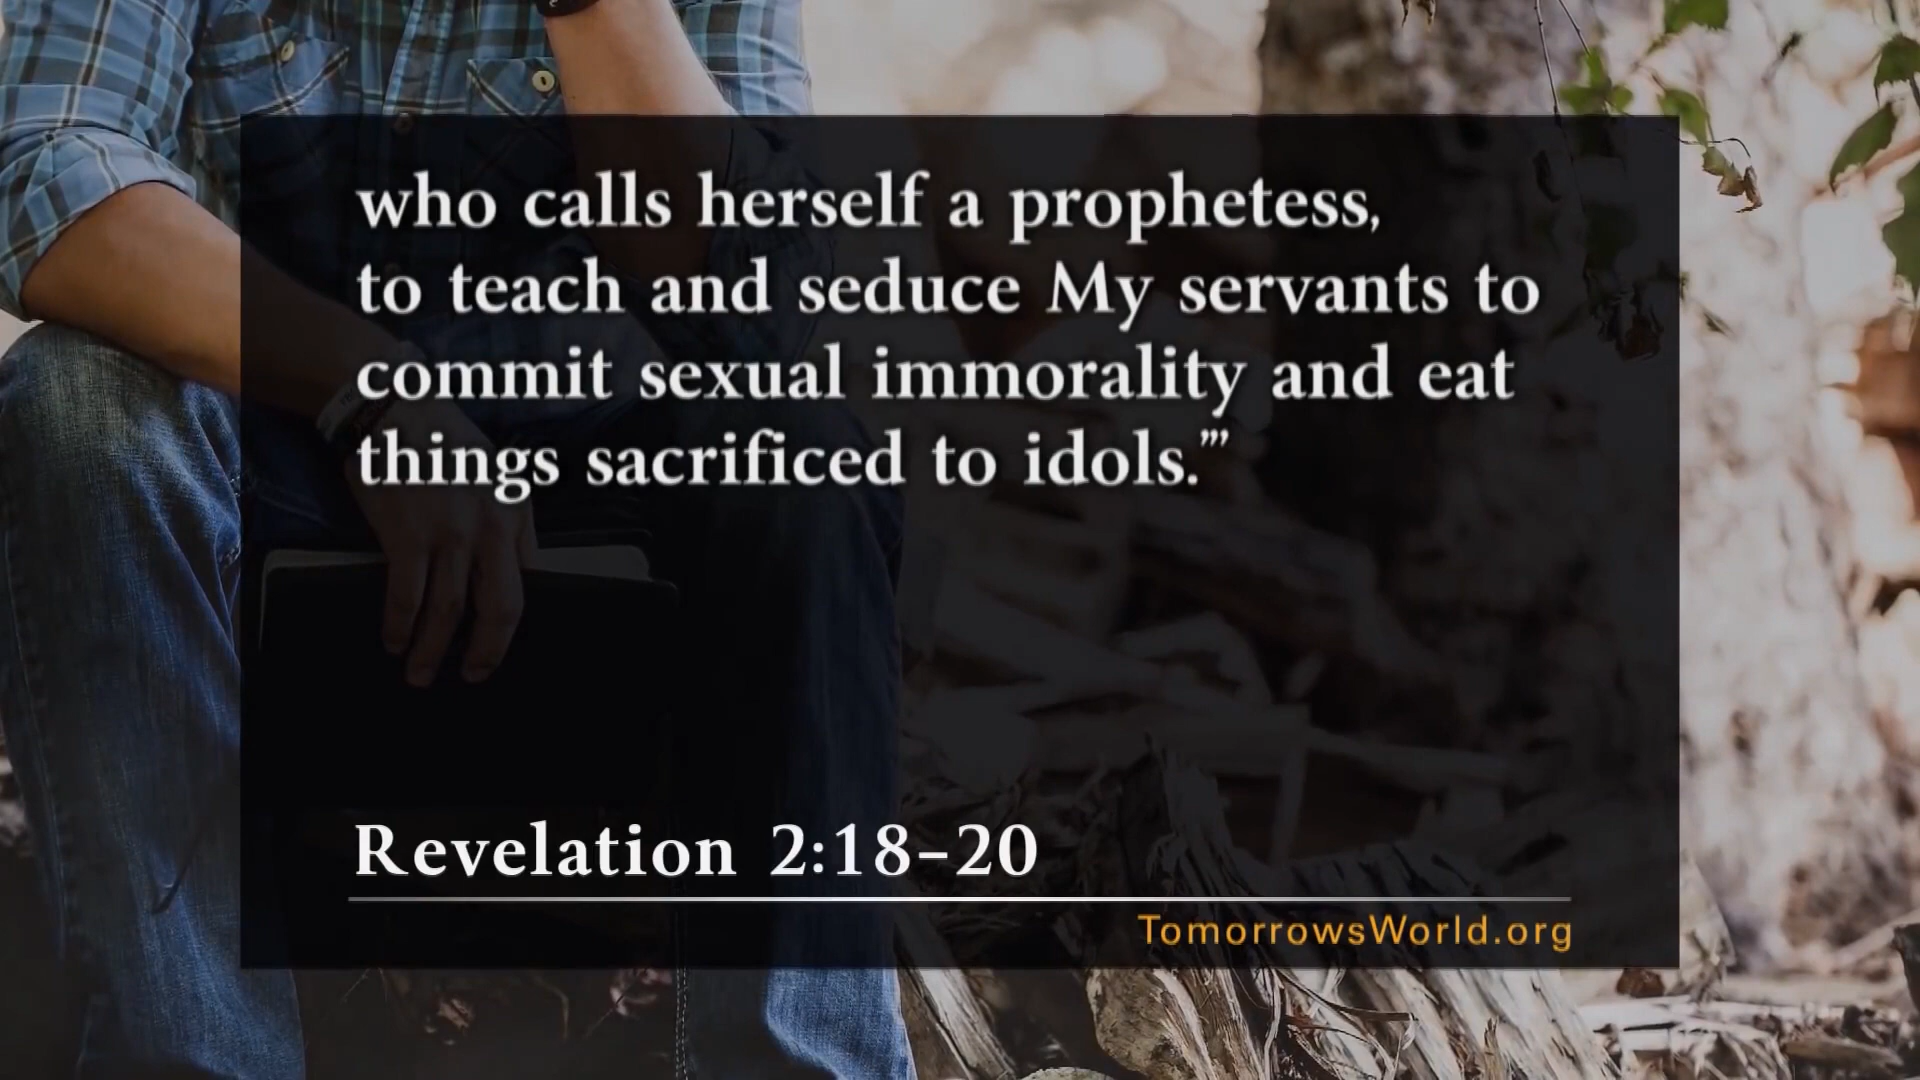 who calls herself a prophetess,
to teach and seduce My servants to
commit sexual immorality and eat
things sacrificed to idols.’”
Revelation 2:18–20
TomorrowsWorld.org